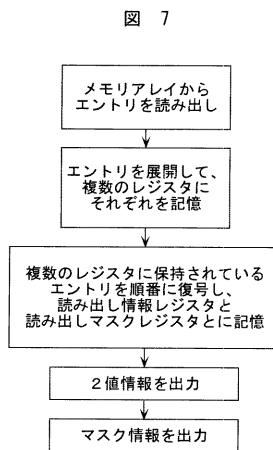 図 7
メモリアレイから
エントリを読み出し
エントリを展開して、
複数のレジスタに
それぞれを記憶
複数のレジスタに保持されている
エントリを順番に復号し、
読み出し情報レジスタと
読み出しマスクレジスタとに記憶
２値情報を出力
マスク情報を出力